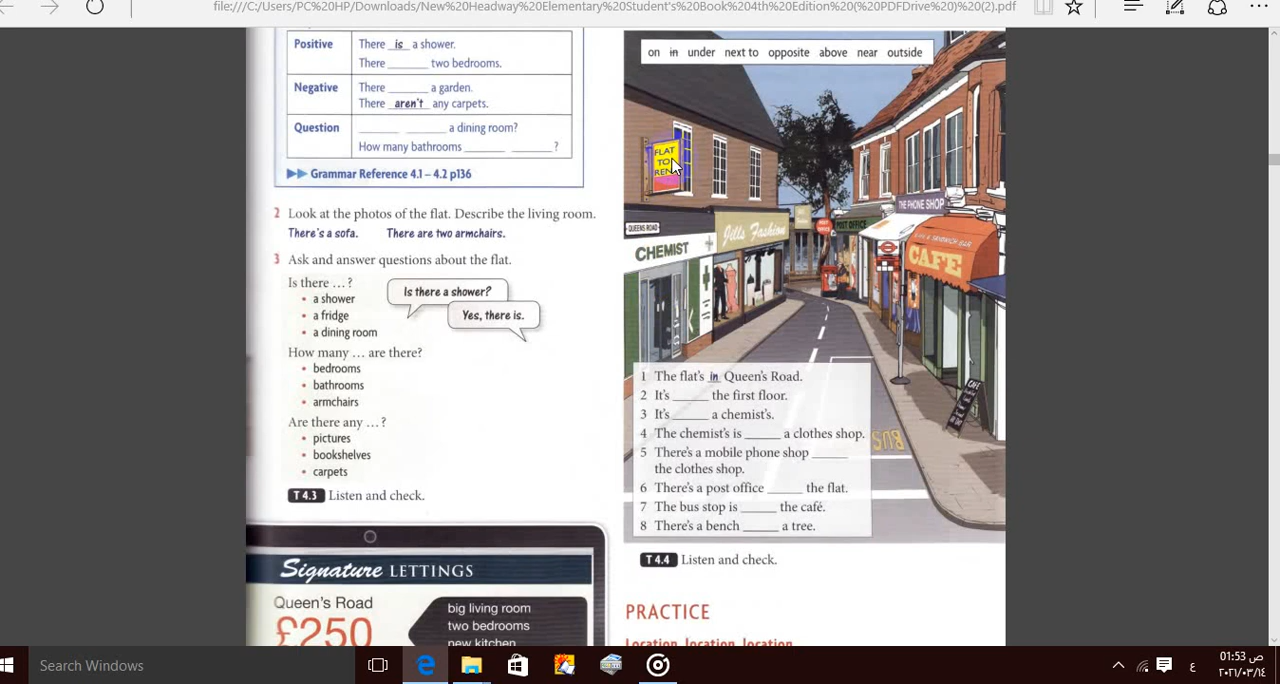 file:///C:/Users/PC%20HP/Downloads/New%20Headway%20Elementary%20Student's%20Book%204th%20Edition%20(%20PDFDrive%20)%20(2).pdf
Positive There is a shower.
There ______ two bedrooms.
Negative There ______ a garden.
There aren't any carpets.
Question ______ ______ a dining room?
How many bathrooms ______ ______ ?
Grammar Reference 4.1 – 4.2 p136
2 Look at the photos of the flat. Describe the living room.
There's a sofa. There are two armchairs.
3 Ask and answer questions about the flat.
Is there …?
• a shower
• a fridge
• a dining room
Is there a shower?
Yes, there is.
How many … are there?
• bedrooms
• bathrooms
• armchairs
Are there any …?
• pictures
• bookshelves
• carpets
T 4.3 Listen and check.
Signature LETTINGS
Queen's Road
£250
big living room
two bedrooms
new kitchen
on in under next to opposite above near outside
FLAT
TO
RENT
QUEENS ROAD
CHEMIST
Jills Fashion
POST OFFICE
THE PHONE SHOP
CAFE
CAFE
BUS
1 The flat's in Queen's Road.
2 It's ______ the first floor.
3 It's ______ a chemist's.
4 The chemist's is ______ a clothes shop.
5 There's a mobile phone shop ______
the clothes shop.
6 There's a post office ______ the flat.
7 The bus stop is ______ the café.
8 There's a bench ______ a tree.
T 4.4 Listen and check.
PRACTICE
Location, location, location
Search Windows
ع
01:53 ص
٢٠٢١/٠٣/١٤